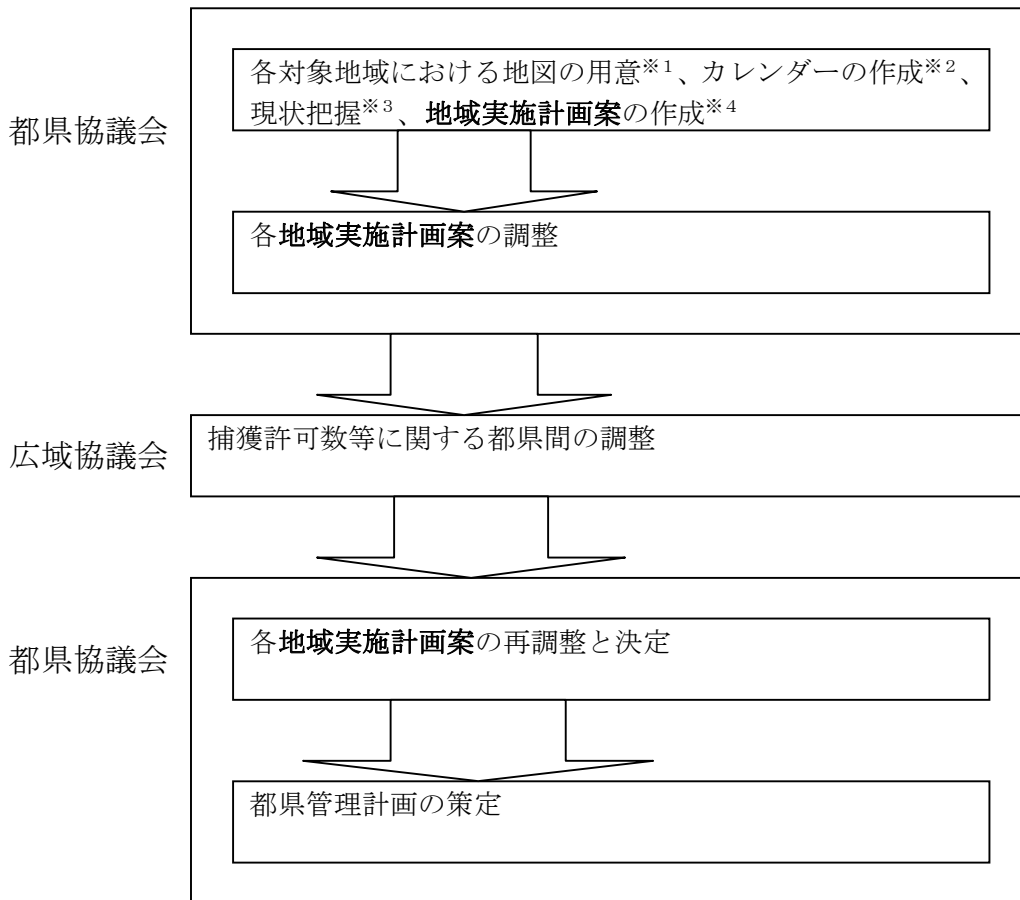 都県協議会
各対象地域における地図の用意※1、カレンダーの作成※2、
現状把握※3、地域実施計画案の作成※4
各地域実施計画案の調整
広域協議会
捕獲許可数等に関する都県間の調整
都県協議会
各地域実施計画案の再調整と決定
都県管理計画の策定